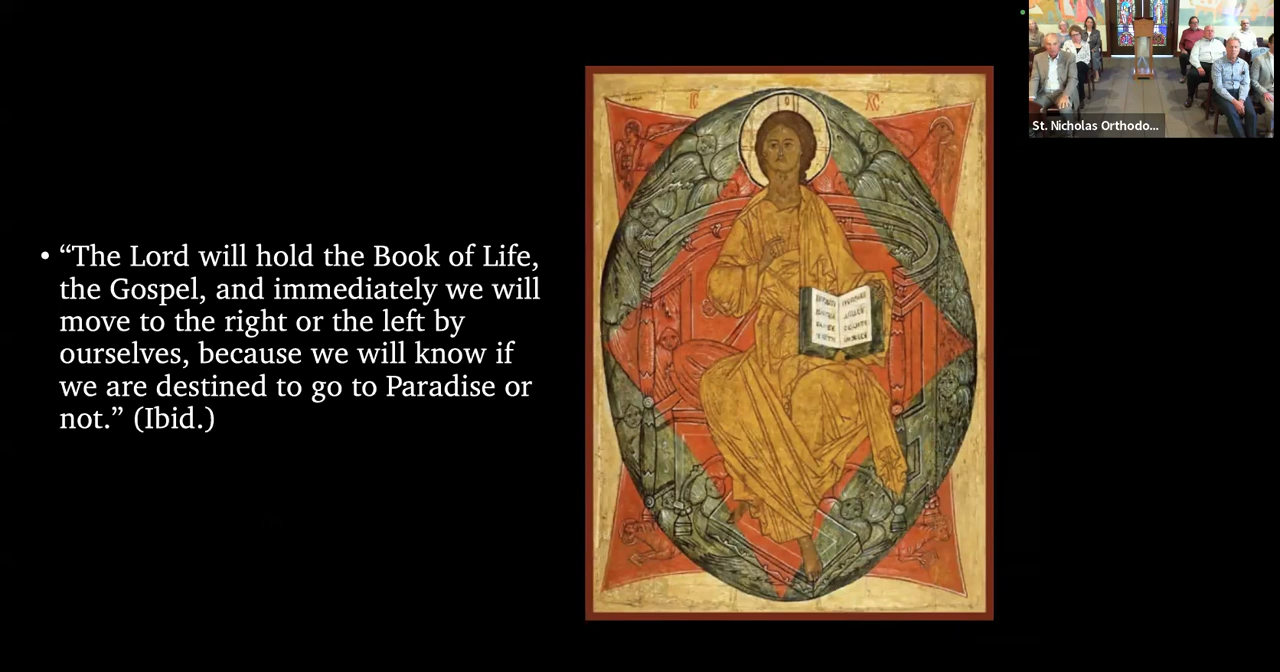 • “The Lord will hold the Book of Life,
the Gospel, and immediately we will
move to the right or the left by
ourselves, because we will know if
we are destined to go to Paradise or
not.” (Ibid.)
St. Nicholas Orthodo...
IC XC